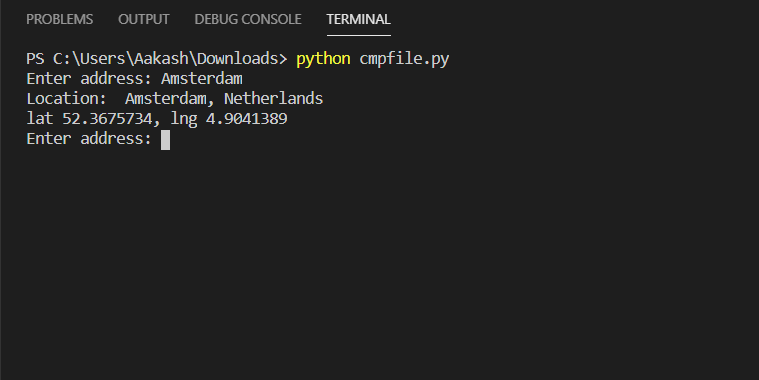 PROBLEMS OUTPUT DEBUG CONSOLE TERMINAL
PS C:\Users\Aakash\Downloads> python cmpfile.py
Enter address: Amsterdam
Location:  Amsterdam, Netherlands
lat 52.3675734, lng 4.9041389
Enter address: